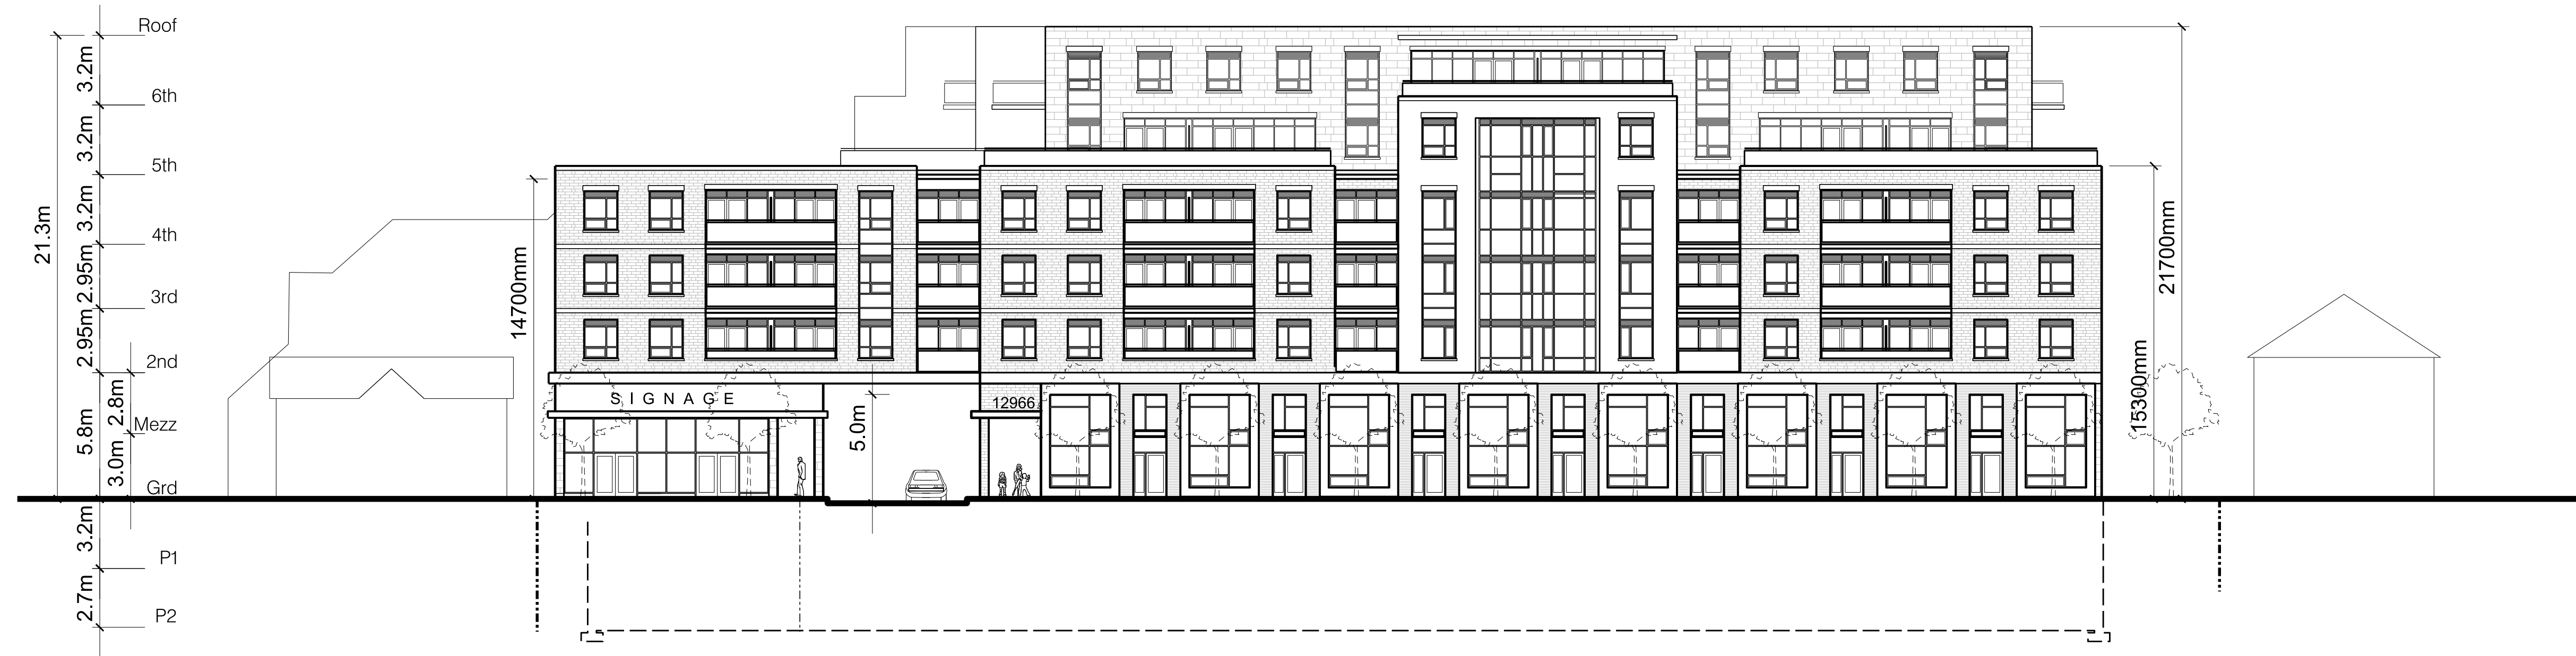 Roof
3.2m
6th
3.2m
5th
3.2m
4th
2.95m
3rd
2.95m
2nd
5.8m
2.8m
Mezz
3.0m
Grd
3.2m
P1
2.7m
P2
21.3m
14700mm
SIGNAGE
5.0m
12966
21700mm
15300mm